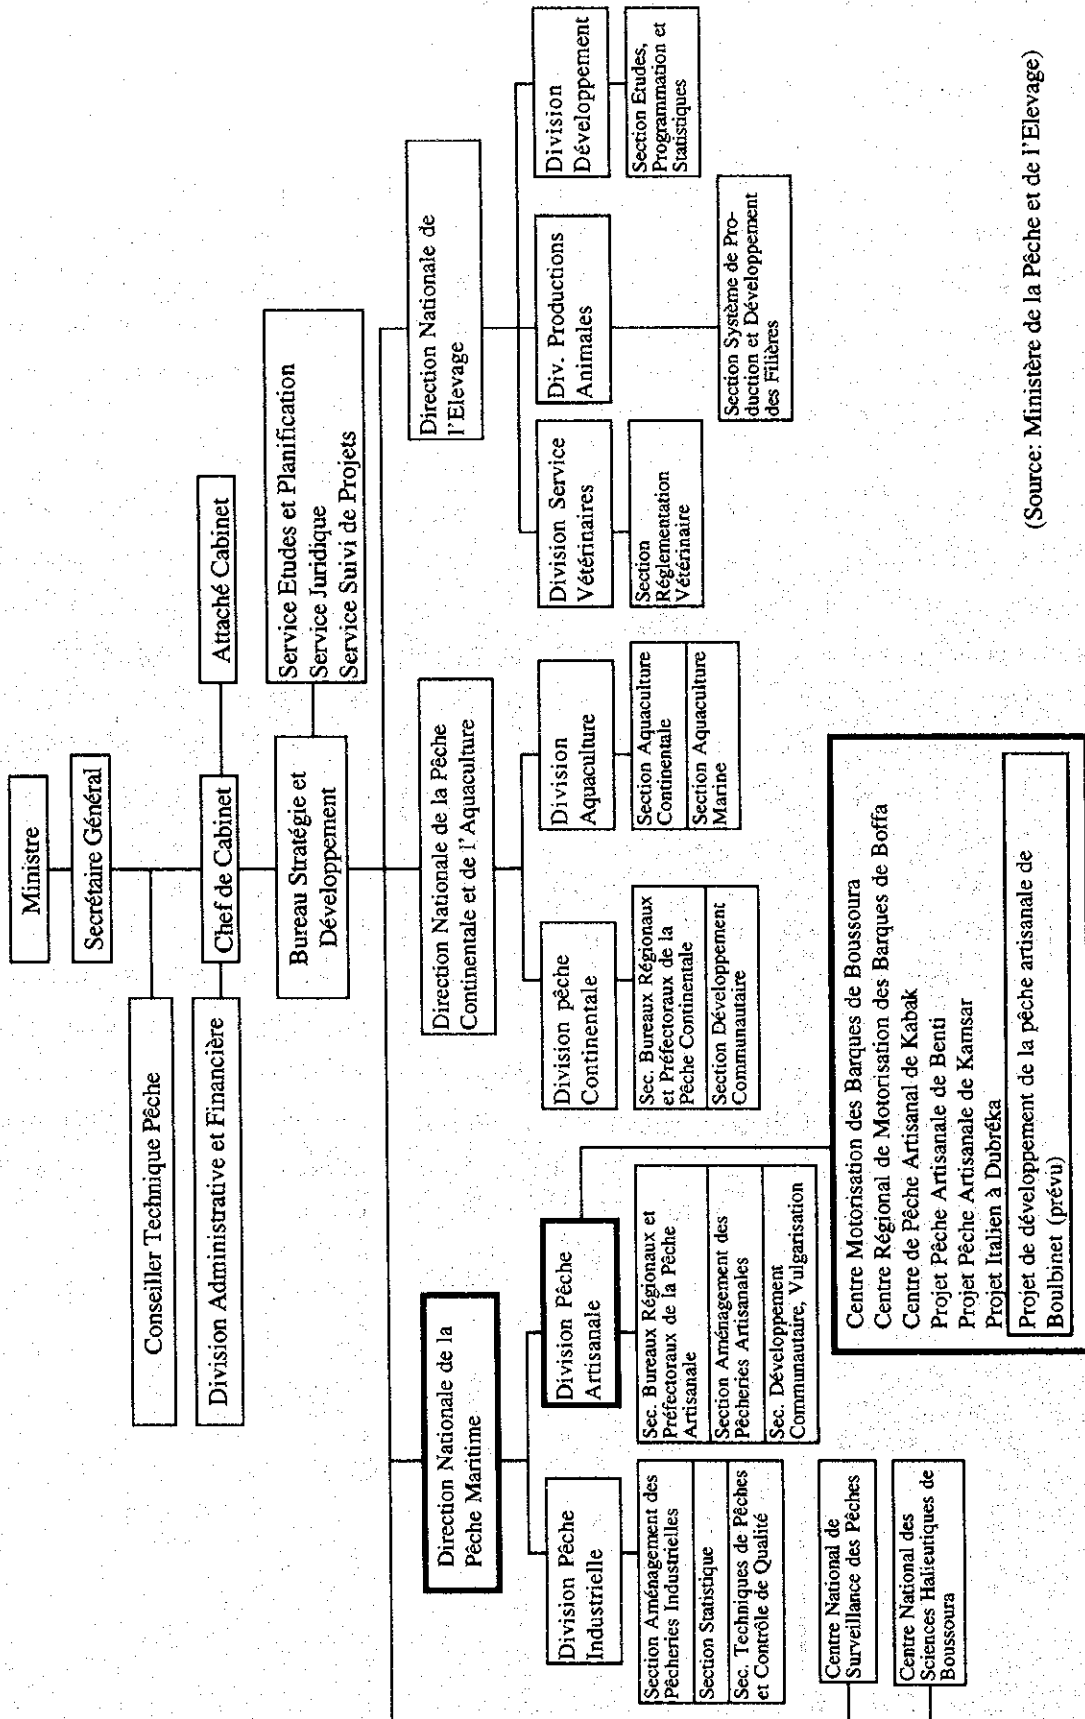 Ministre
Secrétaire Général
Conseiller Technique Pêche
Division Administrative et Financière
Chef de Cabinet
Attaché Cabinet
Bureau Stratégie et
Développement
Service Etudes et Planification
Service Juridique
Service Suivi de Projets
Direction Nationale de la
Pêche Maritime
Direction Nationale de la Pêche
Continentale et de l'Aquaculture
Direction Nationale de
l'Elevage
Division Pêche
Industrielle
Division Pêche
Artisanale
Division pêche
Continentale
Division
Aquaculture
Division Service
Vétérinaires
Div. Productions
Animales
Division
Développement
Section Aménagement des
Pêcheries Industrielles
Section Statistique
Sec. Techniques de Pêches
et Contrôle de Qualité
Sec. Bureaux Régionaux et
Préfectoraux de la Pêche
Artisanale
Section Aménagement des
Pêcheries Artisanales
Sec. Développement
Communautaire, Vulgarisation
Sec. Bureaux Régionaux
et Préfectoraux de la
Pêche Continentale
Section Développement
Communautaire
Section Aquaculture
Continentale
Section Aquaculture
Marine
Section
Réglementation
Vétérinaire
Section Système de Pro-
duction et Développement
des Filières
Section Etudes,
Programmation et
Statistiques
Centre National de
Surveillance des Pêches
Centre National des
Sciences Halieutiques de
Boussoura
Centre Motorisation des Barques de Boussoura
Centre Régional de Motorisation des Barques de Boffa
Centre de Pêche Artisanal de Kabak
Projet Pêche Artisanale de Benti
Projet Pêche Artisanale de Kamsar
Projet Italien à Dubréka
Projet de développement de la pêche artisanale de
Boulbinet (prévu)
(Source: Ministère de la Pêche et de l'Elevage)